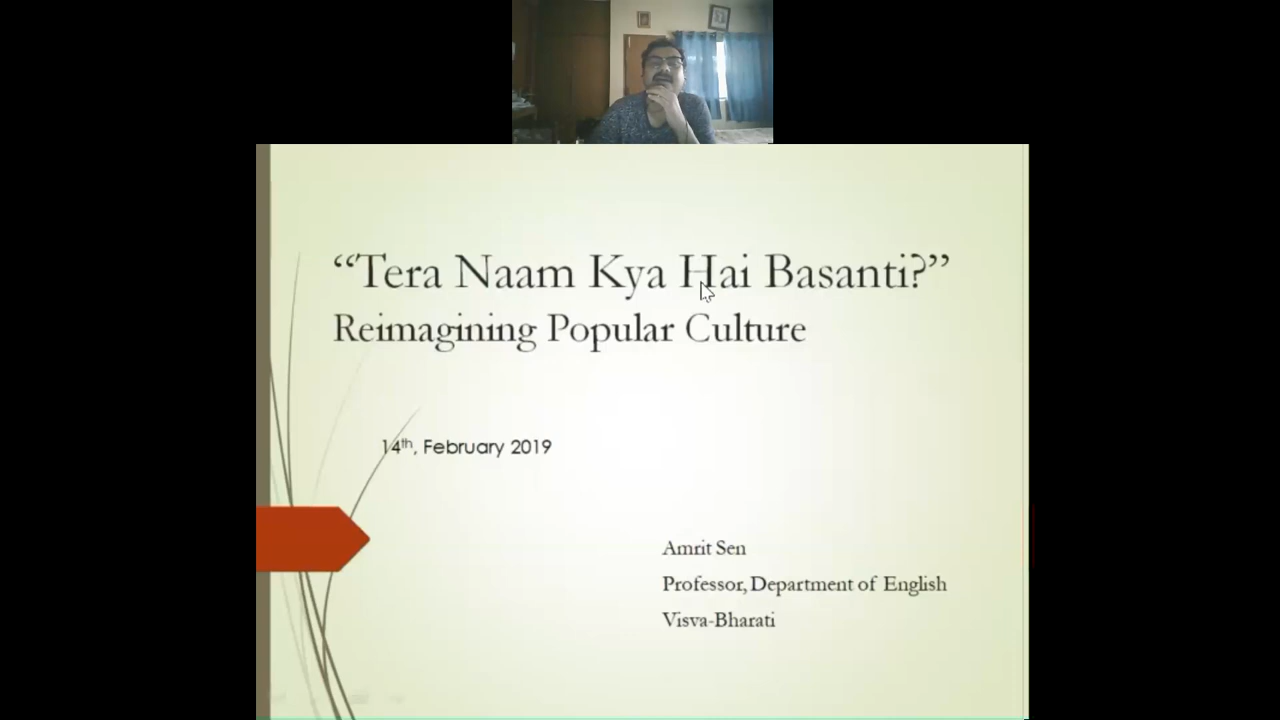 “Tera Naam Kya Hai Basanti?”
Reimagining Popular Culture
14th, February 2019
Amrit Sen
Professor, Department of English
Visva-Bharati